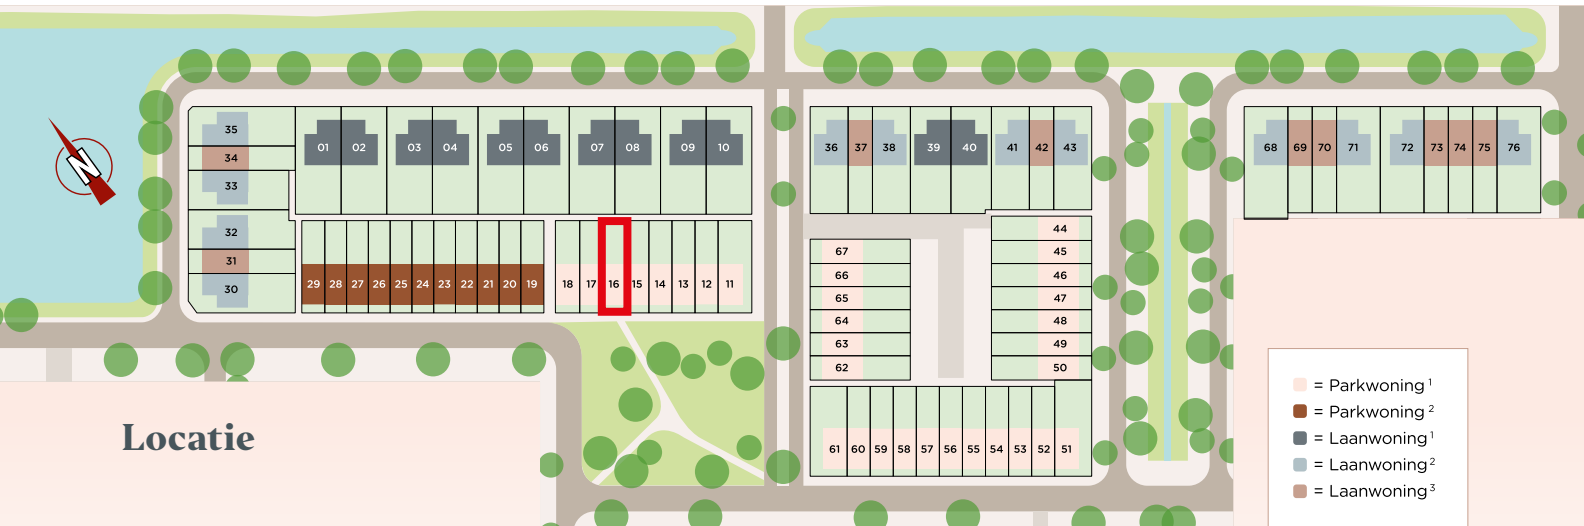 N
35
34
33
32
31
30
01 02 03 04 05 06 07 08 09 10
29 28 27 26 25 24 23 22 21 20 19
18 17 16 15 14 13 12 11
36 37 38 39 40 41 42 43
44
45
46
47
48
49
50
67
66
65
64
63
62
61 60 59 58 57 56 55 54 53 52 51
68 69 70 71 72 73 74 75 76
Locatie
= Parkwoning 1
= Parkwoning 2
= Laanwoning 1
= Laanwoning 2
= Laanwoning 3